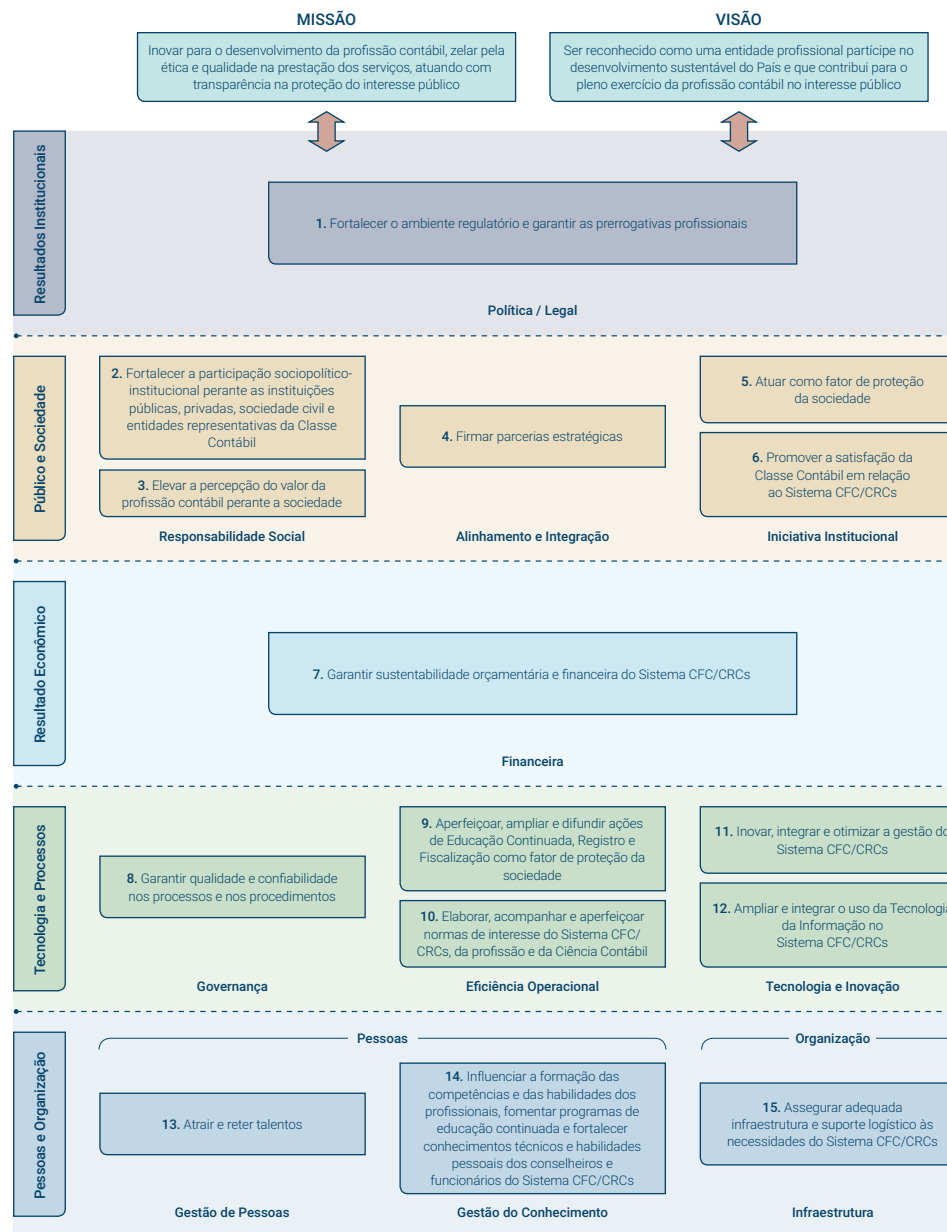 MISSÃO
Inovar para o desenvolvimento da profissão contábil, zelar pela
ética e qualidade na prestação dos serviços, atuando com
transparência na proteção do interesse público
VISÃO
Ser reconhecido como uma entidade profissional partícipe no
desenvolvimento sustentável do País e que contribui para o
pleno exercício da profissão contábil no interesse público
Resultados Institucionais
1. Fortalecer o ambiente regulatório e garantir as prerrogativas profissionais
Política / Legal
Público e Sociedade
2. Fortalecer a participação sociopolítico-
institucional perante as instituições
públicas, privadas, sociedade civil e
entidades representativas da Classe
Contábil
3. Elevar a percepção do valor da
profissão contábil perante a sociedade
Responsabilidade Social
4. Firmar parcerias estratégicas
Alinhamento e Integração
5. Atuar como fator de proteção
da sociedade
6. Promover a satisfação da
Classe Contábil em relação
ao Sistema CFC/CRCs
Iniciativa Institucional
Resultado Econômico
7. Garantir sustentabilidade orçamentária e financeira do Sistema CFC/CRCs
Financeira
Tecnologia e Processos
8. Garantir qualidade e confiabilidade
nos processos e nos procedimentos
Governança
9. Aperfeiçoar, ampliar e difundir ações
de Educação Continuada, Registro e
Fiscalização como fator de proteção da
sociedade
10. Elaborar, acompanhar e aperfeiçoar
normas de interesse do Sistema CFC/
CRCs, da profissão e da Ciência Contábil
Eficiência Operacional
11. Inovar, integrar e otimizar a gestão do
Sistema CFC/CRCs
12. Ampliar e integrar o uso da Tecnologia
da Informação no
Sistema CFC/CRCs
Tecnologia e Inovação
Pessoas e Organização
Pessoas
13. Atrair e reter talentos
Gestão de Pessoas
14. Influenciar a formação das
competências e das habilidades dos
profissionais, fomentar programas de
educação continuada e fortalecer
conhecimentos técnicos e habilidades
pessoais dos conselheiros e
funcionários do Sistema CFC/CRCs
Gestão do Conhecimento
Organização
15. Assegurar adequada
infraestrutura e suporte logístico às
necessidades do Sistema CFC/CRCs
Infraestrutura